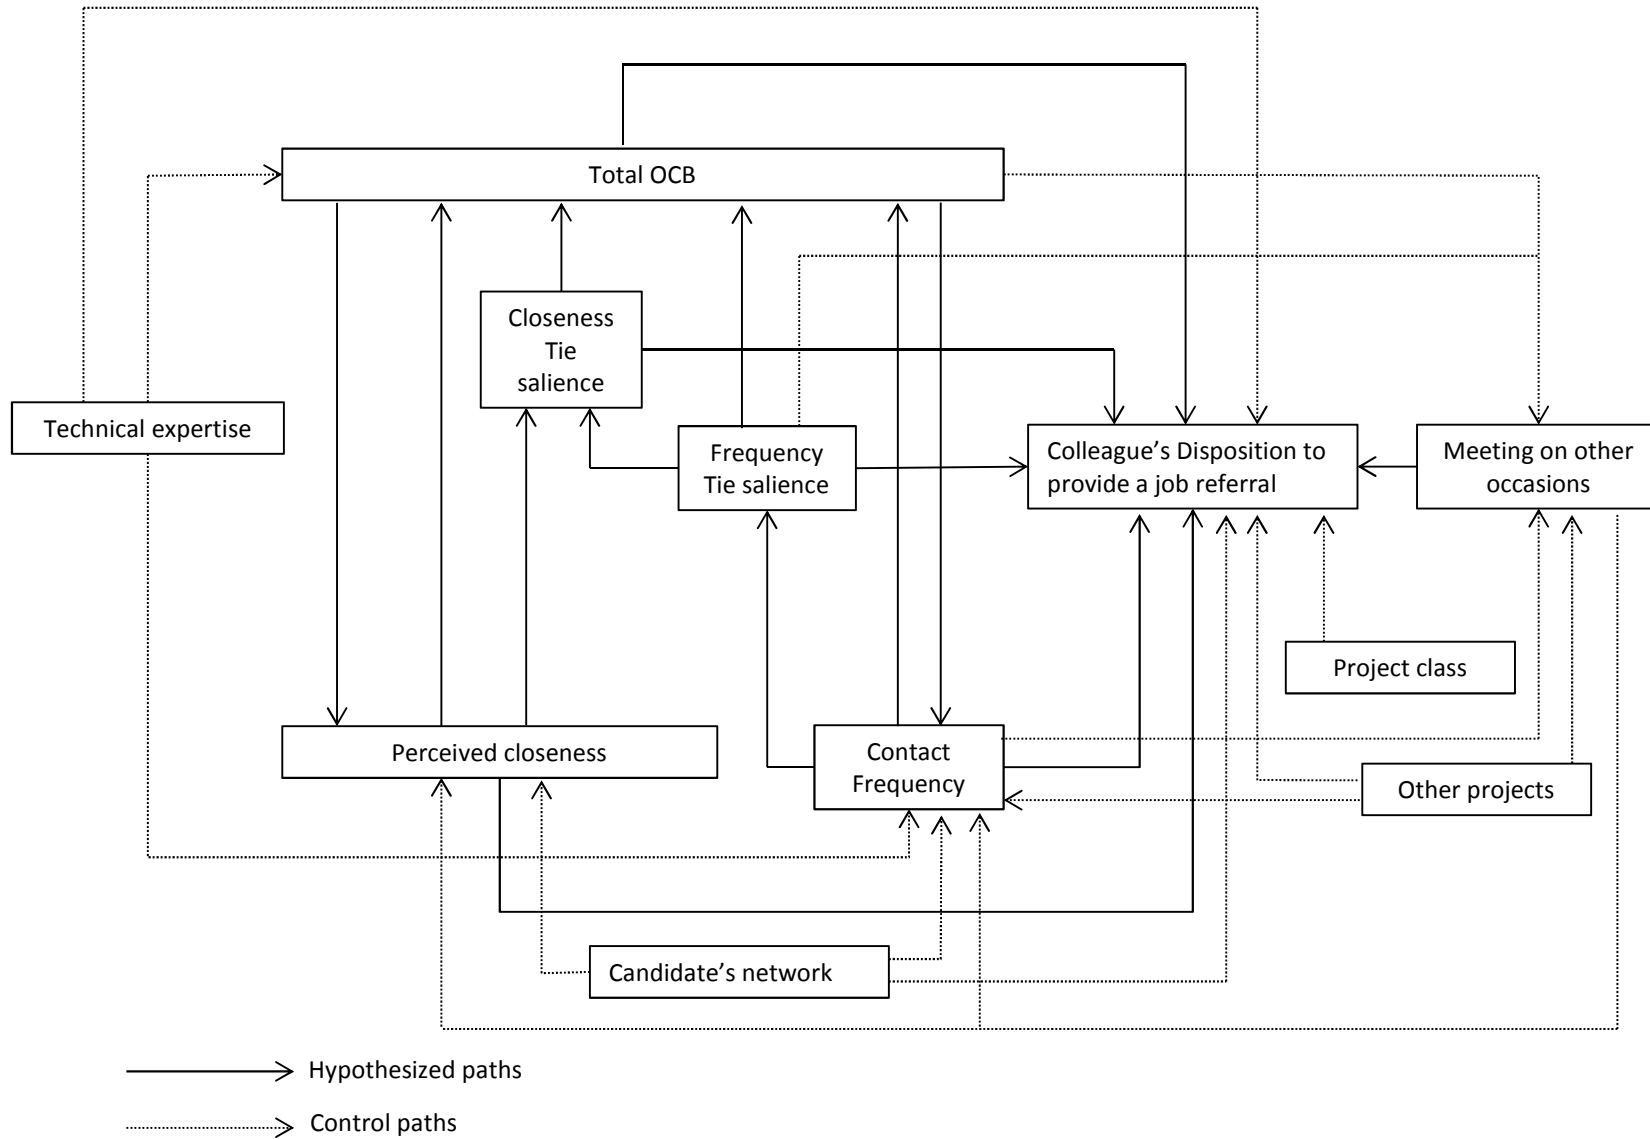 Total OCB
Closeness
Tie
salience
Technical expertise
Frequency
Tie salience
Colleague’s Disposition to
provide a job referral
Meeting on other
occasions
Project class
Perceived closeness
Contact
Frequency
Other projects
Candidate’s network
Hypothesized paths
Control paths